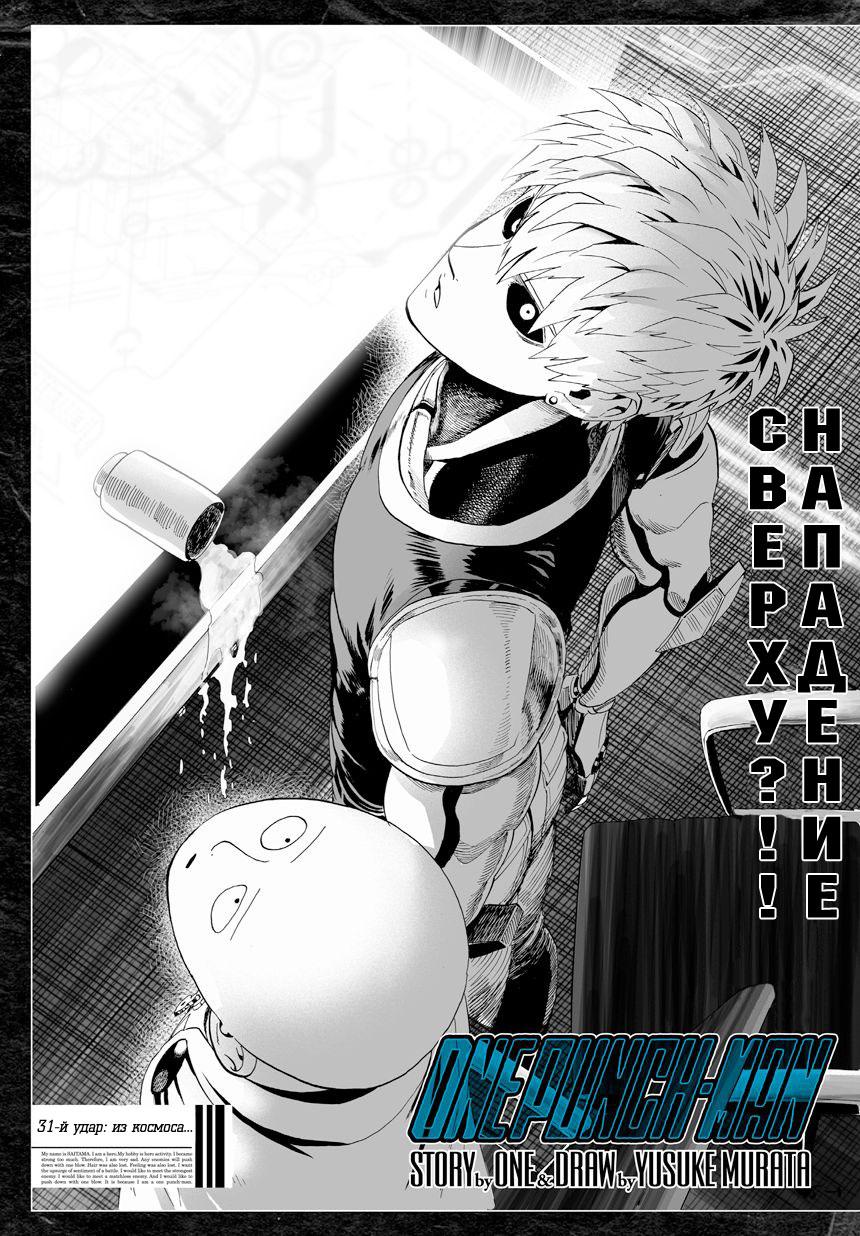 НАПАДЕНИЕ
СВЕРХУ?!!
ONEPUNCH-MAN
STORY by ONE & DRAW by YUSUKE MURATA
31-й удар: из космоса...
My name is SAITAMA. I am a hero.My hobby is hero activity. I became
strong too much. Therefore, I am very sad. Any enemies will push
down with one blow. Hair was also lost. Feeling was also lost. I want
the upsurge of sentiment of a battle. I would like to meet the strongest
enemy. I would like to meet a matchless enemy. And I would like to
push down with one blow. It is because I am a one punch-man.